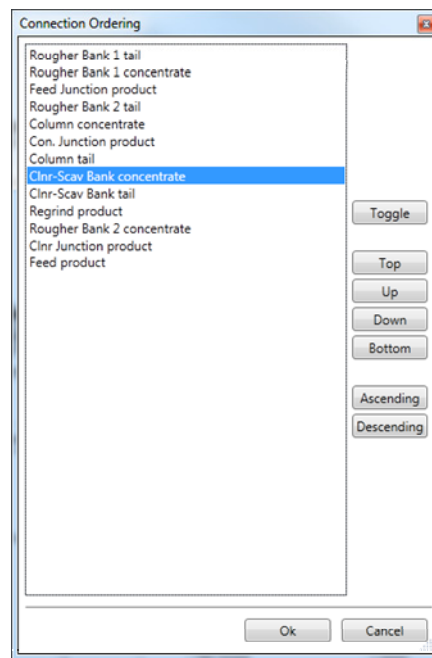 Connection Ordering
Rougher Bank 1 tail
Rougher Bank 1 concentrate
Feed Junction product
Rougher Bank 2 tail
Column concentrate
Con. Junction product
Column tail
Clnr-Scav Bank concentrate
Clnr-Scav Bank tail
Regrind product
Rougher Bank 2 concentrate
Clnr Junction product
Feed product
Toggle
Top
Up
Down
Bottom
Ascending
Descending
Ok
Cancel